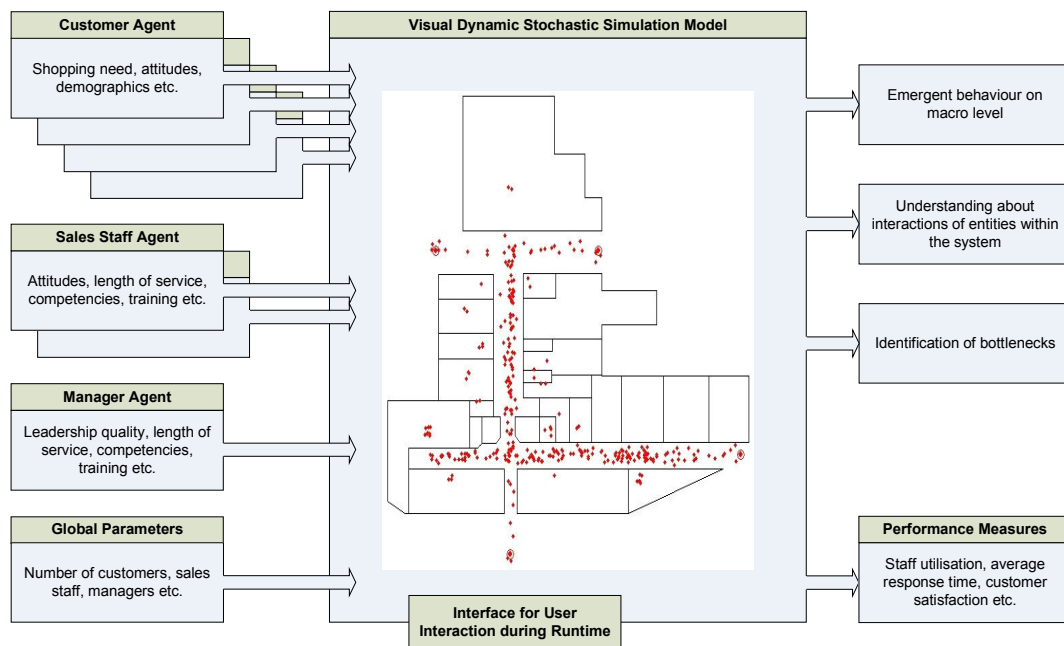 Customer Agent
Shopping need, attitudes,
demographics etc.
Sales Staff Agent
Attitudes, length of service,
competencies, training etc.
Manager Agent
Leadership quality, length of
service, competencies,
training etc.
Global Parameters
Number of customers, sales
staff, managers etc.
Visual Dynamic Stochastic Simulation Model
Interface for User
Interaction during Runtime
Emergent behaviour on
macro level
Understanding about
interactions of entities within
the system
Identification of bottlenecks
Performance Measures
Staff utilisation, average
response time, customer
satisfaction etc.